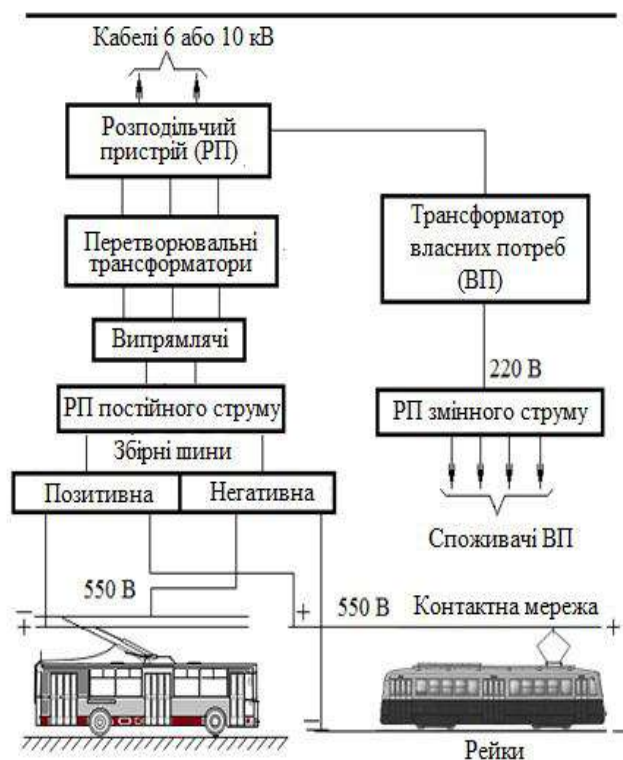 Кабелі 6 або 10 кВ
Розподільчий
пристрій (РП)
Перетворювальні
трансформатори
Випрямлячі
РП постійного струму
Збірні шини
Позитивна
Негативна
Трансформатор
власних потреб
(ВП)
220 В
РП змінного струму
Споживачі ВП
550 В
–
+
+
550 В
Контактна мережа
+
–
Рейки